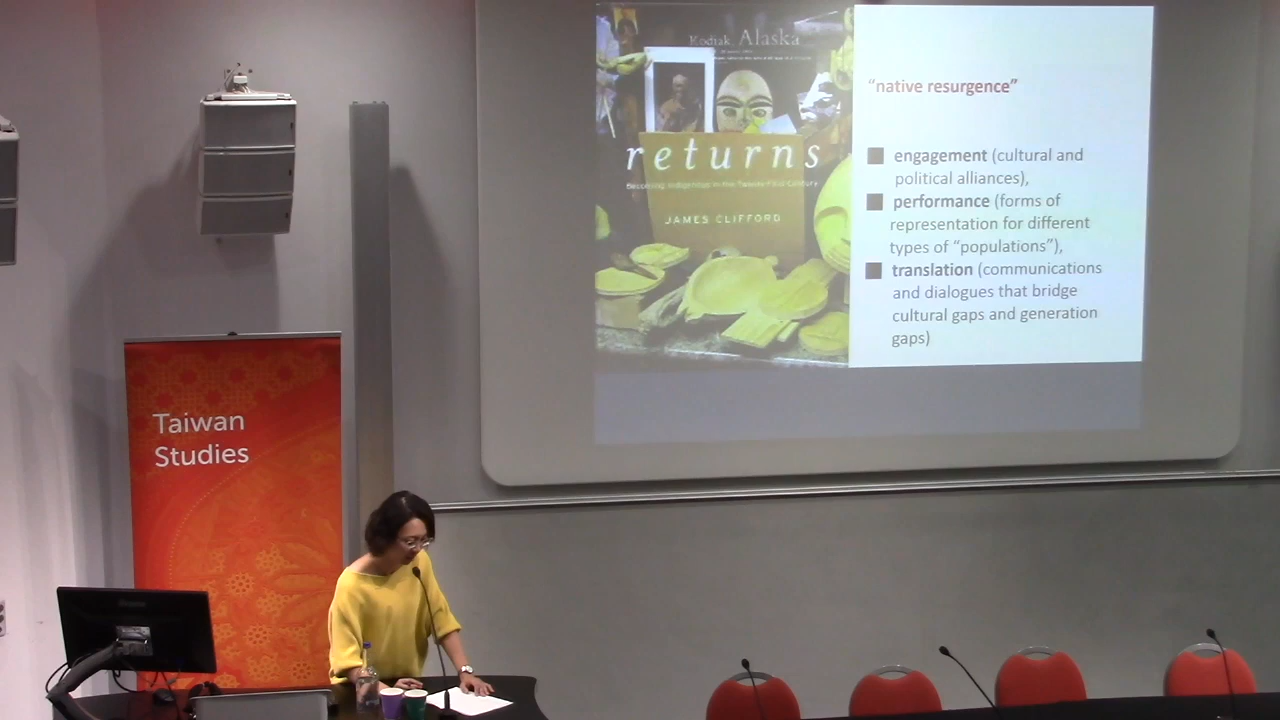 Kodiak, Alaska
returns
Becoming Indigenous in the Twenty-First Century
JAMES CLIFFORD
“native resurgence”
engagement (cultural and
political alliances),
performance (forms of
representation for different
types of “populations”),
translation (communications
and dialogues that bridge
cultural gaps and generation
gaps)
Taiwan
Studies